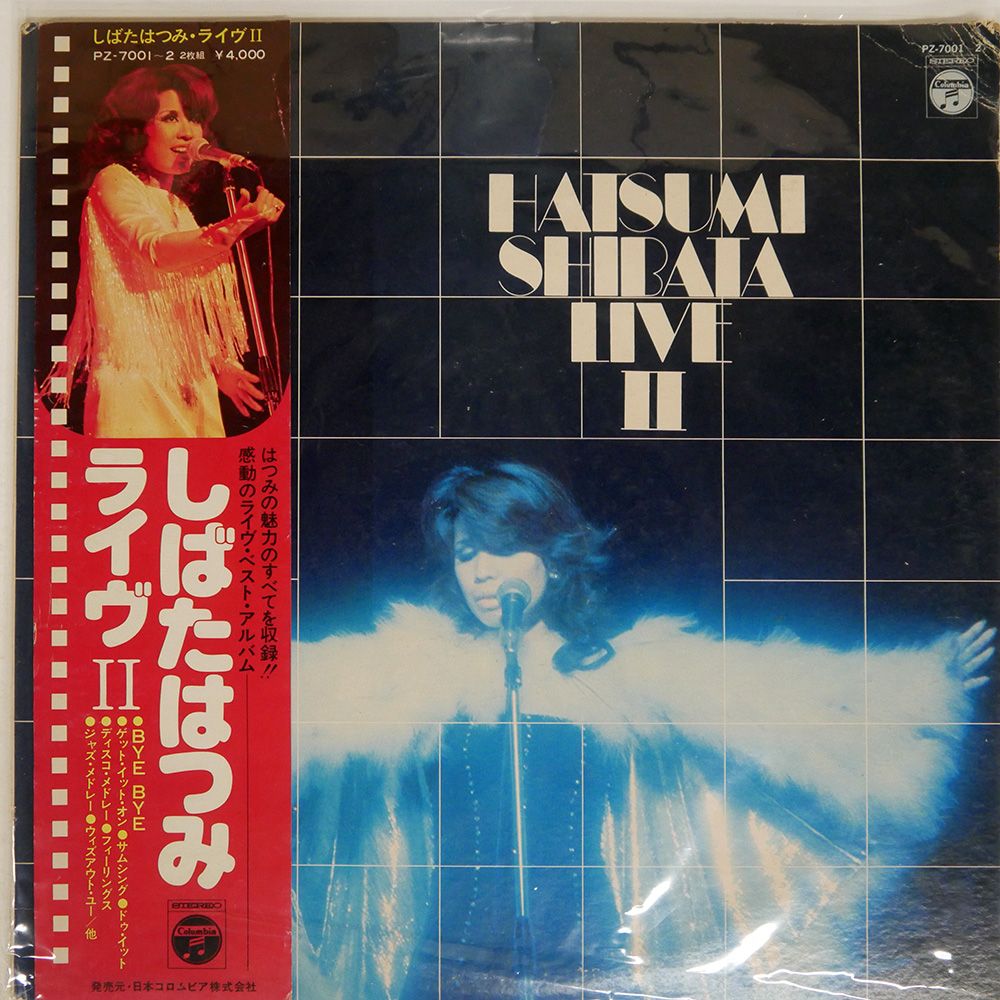 しばたはつみ・ライヴII
PZ-7001~2 2枚組 ¥4,000
はつみの魅力のすべてを収録!!
感動のライヴ・ベスト・アルバム
しばたはつみ
ライヴII
●BYE BYE
●ゲット・イット・オン●サムシング●ドゥ・イット
●ディスコ・メドレー●フィーリングス
●ジャズ・メドレー●ウィズアウト・ユー/他
STEREO
Columbia
発売元・日本コロムビア株式会社
PZ-7001 2
STEREO
Columbia
HATSUMI
SHIBATA
LIVE
II